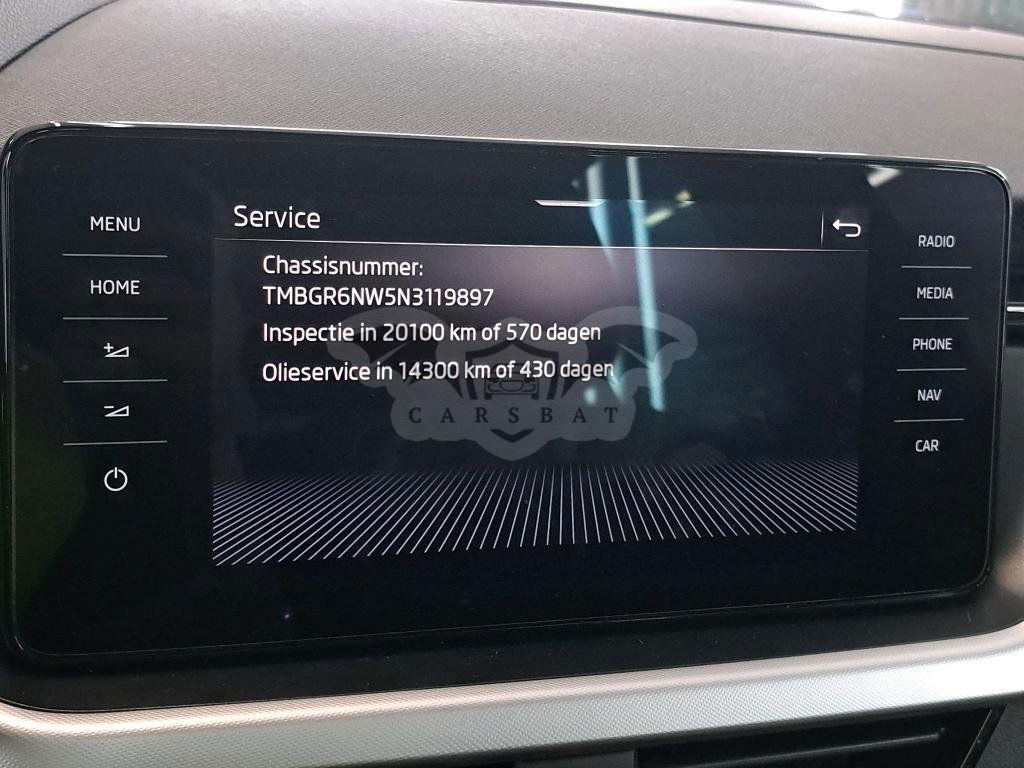 Service
Chassisnummer:
TMBGR6NW5N3119897
Inspectie in 20100 km of 570 dagen
Olieservice in 14300 km of 430 dagen
CARSBAT
MENU
HOME
+
-
RADIO
MEDIA
PHONE
NAV
CAR